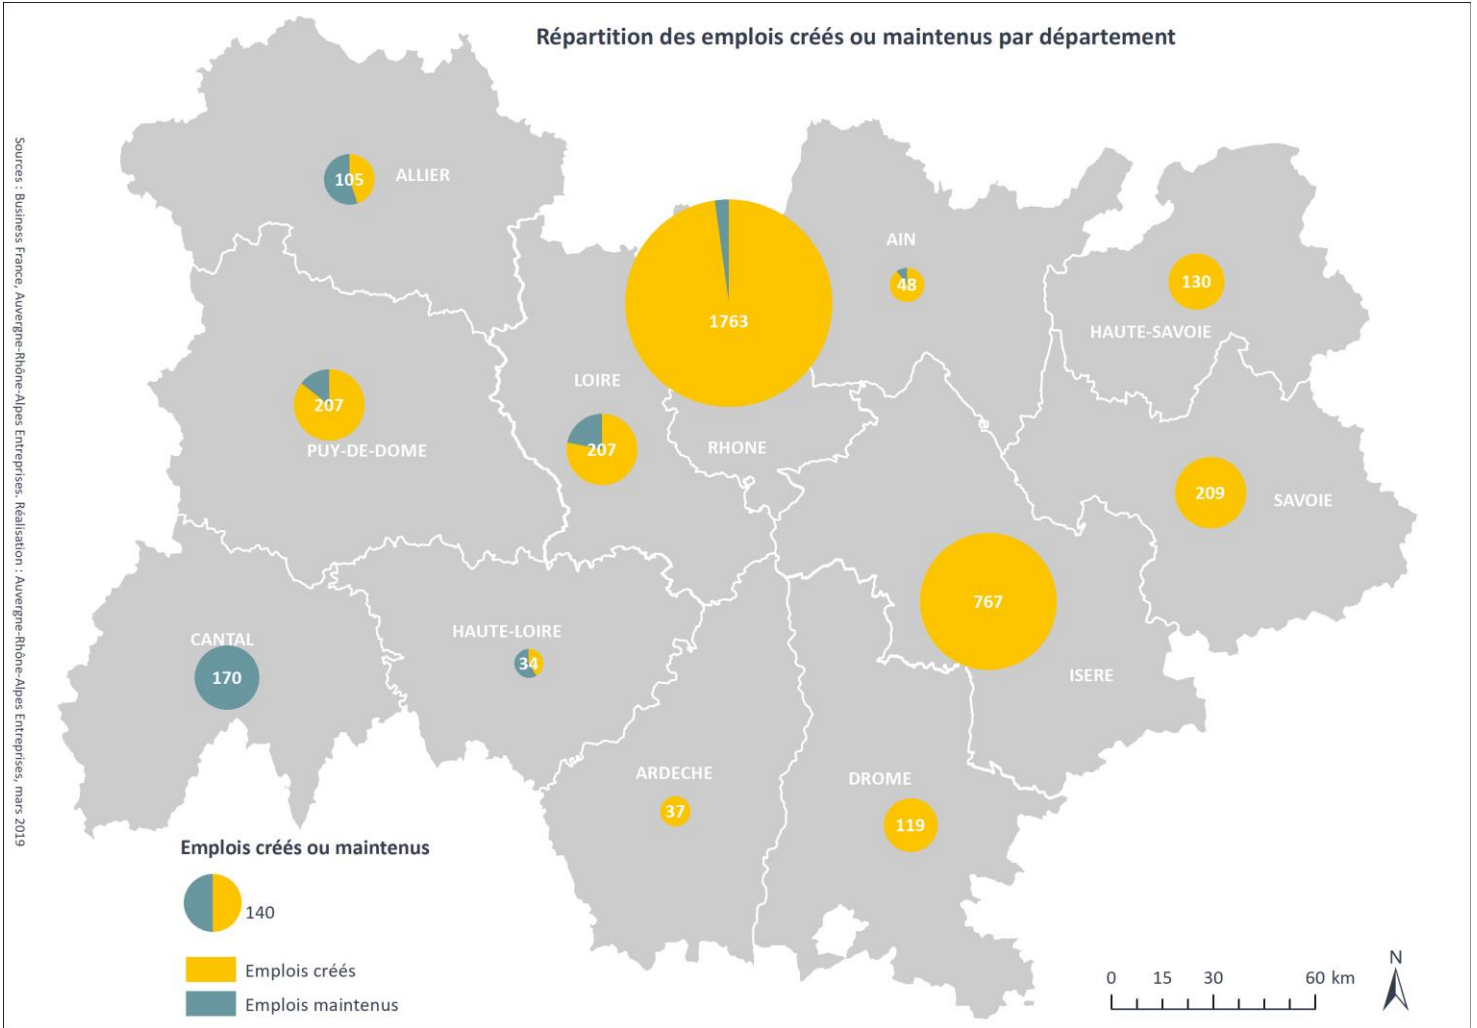 Répartition des emplois créés ou maintenus par département
Sources : Business France, Auvergne-Rhône-Alpes Entreprises. Réalisation : Auvergne-Rhône-Alpes Entreprises, mars 2019
105
ALLIER
AIN
48
130
HAUTE-SAVOIE
1763
LOIRE
207
PUY-DE-DOME
207
RHONE
209
SAVOIE
767
ISERE
CANTAL
170
HAUTE-LOIRE
34
ARDECHE
37
DROME
119
Emplois créés ou maintenus
140
Emplois créés
Emplois maintenus
0 15 30 60 km
N